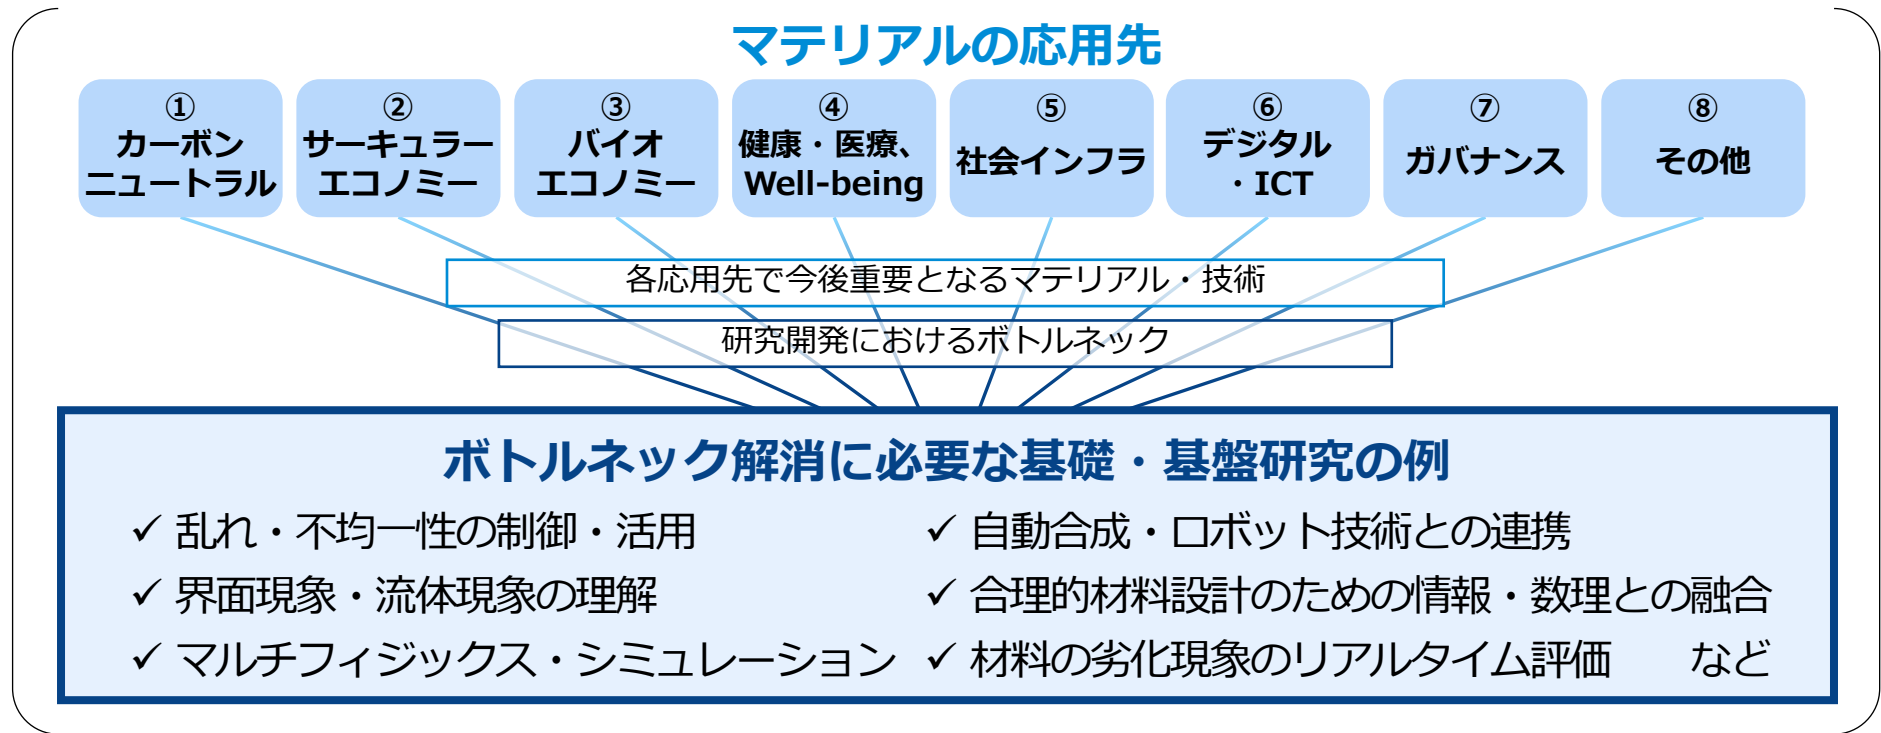 マテリアルの応用先
①
カーボン
ニュートラル
②
サーキュラー
エコノミー
③
バイオ
エコノミー
④
健康・医療、
Well-being
⑤
社会インフラ
⑥
デジタル
・ICT
⑦
ガバナンス
⑧
その他
各応用先で今後重要となるマテリアル・技術
研究開発におけるボトルネック
ボトルネック解消に必要な基礎・基盤研究の例
✓ 乱れ・不均一性の制御・活用
✓ 界面現象・流体現象の理解
✓ マルチフィジックス・シミュレーション
✓ 自動合成・ロボット技術との連携
✓ 合理的材料設計のための情報・数理との融合
✓ 材料の劣化現象のリアルタイム評価　　など